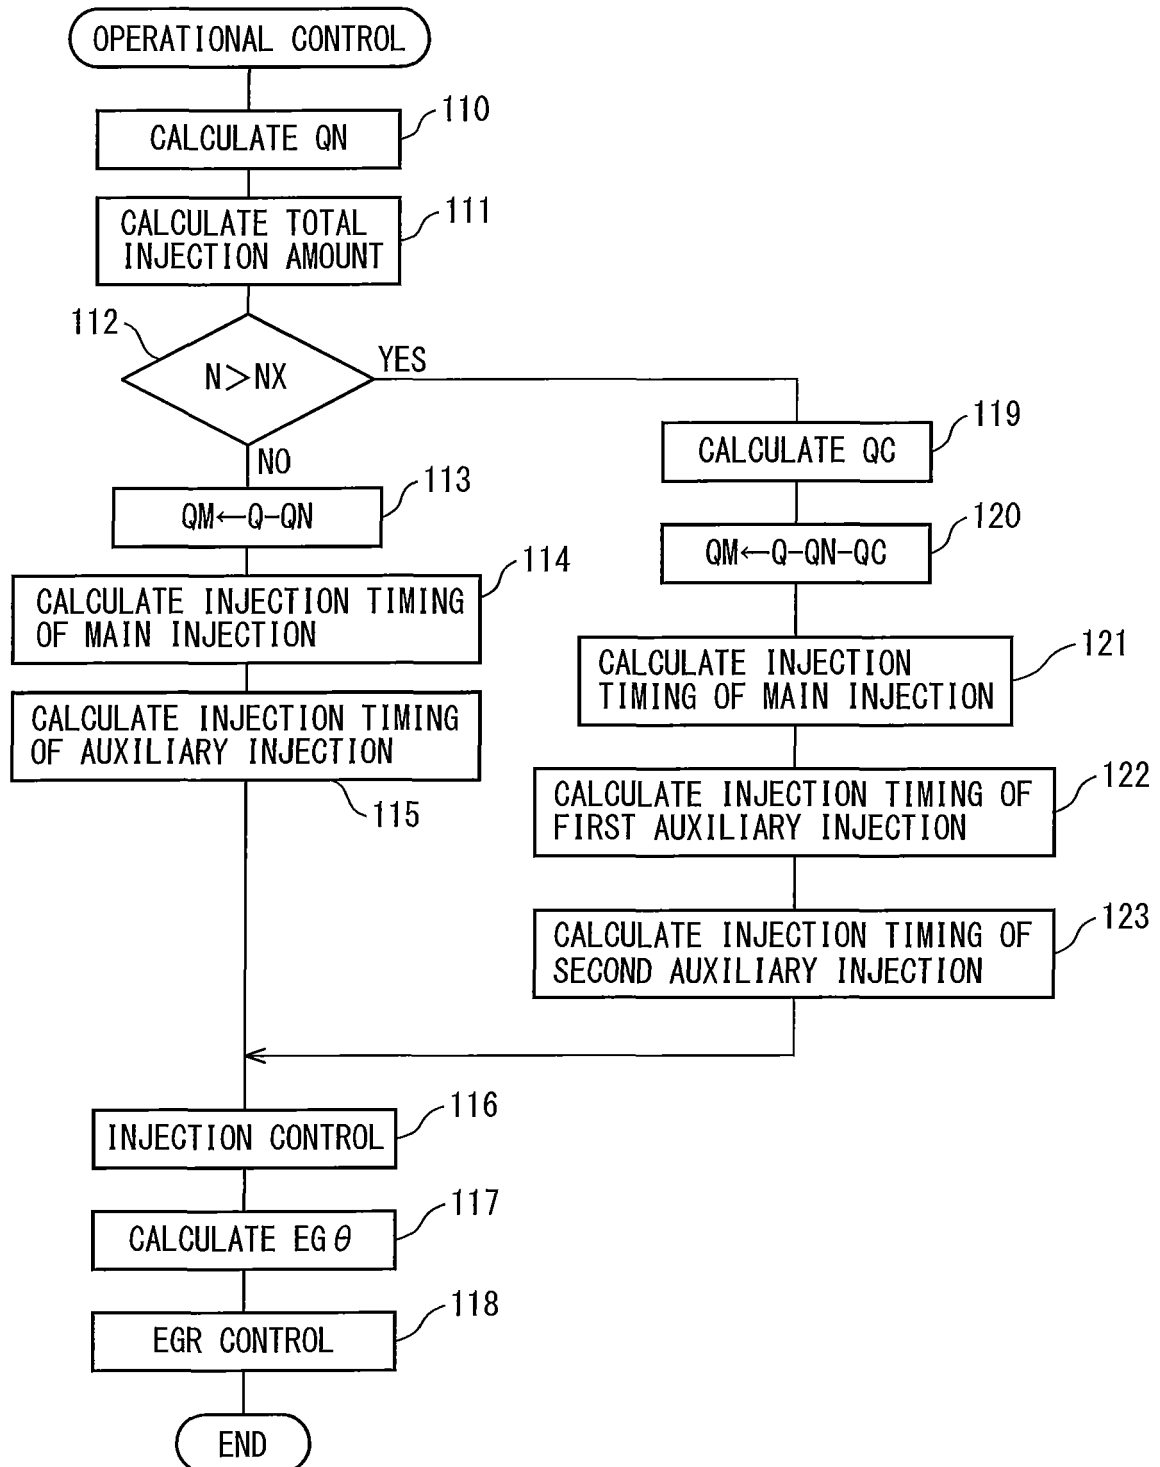 OPERATIONAL CONTROL
110
CALCULATE QN
111
CALCULATE TOTAL
INJECTION AMOUNT
112
N>NX
YES
NO
113
QM←Q-QN
114
CALCULATE INJECTION TIMING
OF MAIN INJECTION
CALCULATE INJECTION TIMING
OF AUXILIARY INJECTION
115
119
CALCULATE QC
120
QM←Q-QN-QC
121
CALCULATE INJECTION
TIMING OF MAIN INJECTION
122
CALCULATE INJECTION TIMING OF
FIRST AUXILIARY INJECTION
123
CALCULATE INJECTION TIMING OF
SECOND AUXILIARY INJECTION
116
INJECTION CONTROL
117
CALCULATE EGθ
118
EGR CONTROL
END